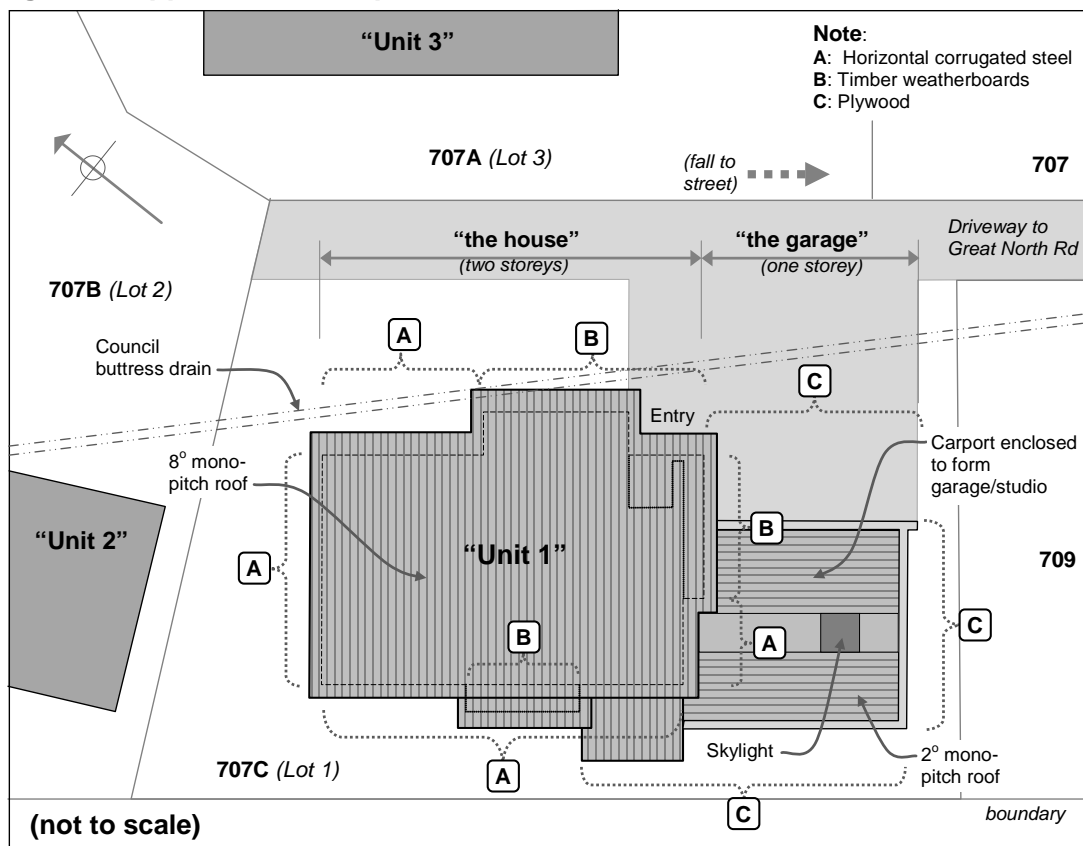 "Unit 3"
Note:
A: Horizontal corrugated steel
B: Timber weatherboards
C: Plywood
707A (Lot 3)
(fall to
street)
707
"the house"
(two storeys)
"the garage"
(one storey)
Driveway to
Great North Rd
707B (Lot 2)
Council
buttress drain
A
B
C
Entry
8o mono-
pitch roof
Carport enclosed
to form
garage/studio
"Unit 2"
"Unit 1"
B
709
A
B
A
C
Skylight
2o mono-
pitch roof
707C (Lot 1)
A
C
boundary
(not to scale)